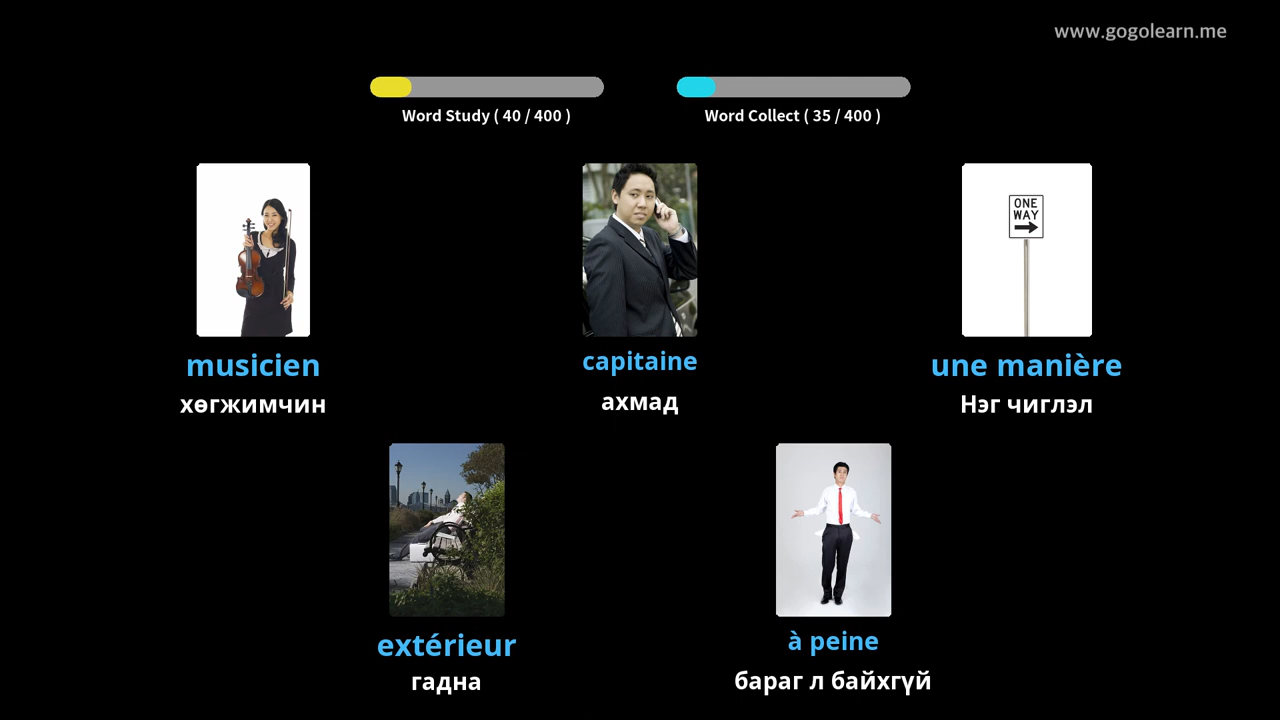 www.gogolearn.me
Word Study ( 40 / 400 )
Word Collect ( 35 / 400 )
ONE
WAY
musicien
capitaine
une manière
хөгжимчин
ахмад
Нэг чиглэл
extérieur
à peine
гадна
бараг л байхгүй